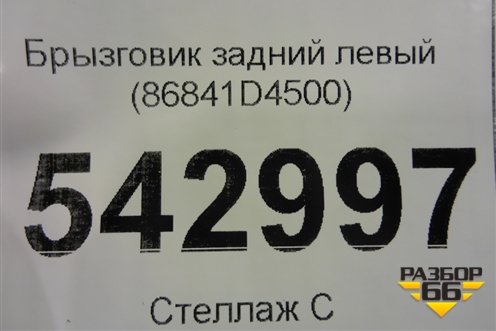 Брызговик задний левый
(86841D4500)
542997
Стеллаж С
РАЗБОР
66